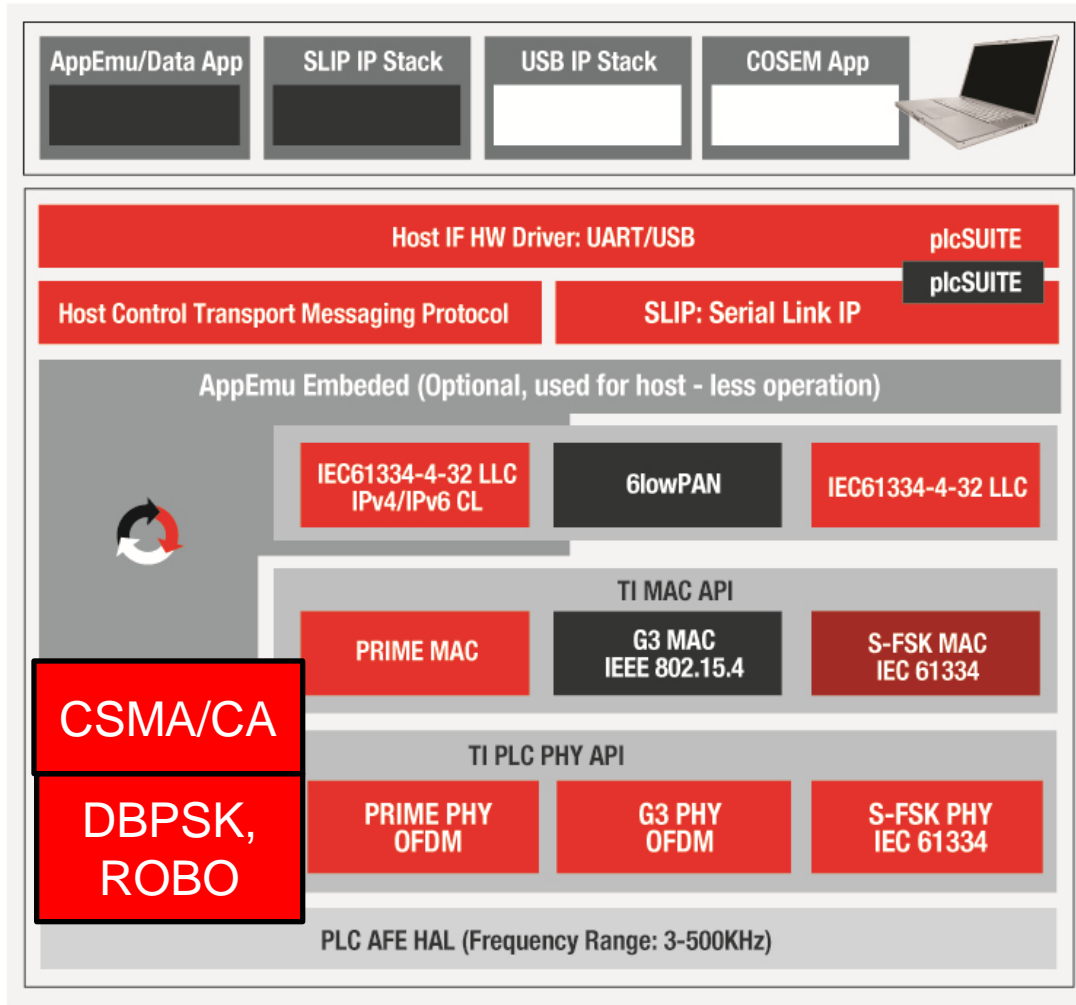 AppEmu/Data App
SLIP IP Stack
USB IP Stack
COSEM App
Host IF HW Driver: UART/USB
plcSUITE
plcSUITE
Host Control Transport Messaging Protocol
SLIP: Serial Link IP
AppEmu Embeded (Optional, used for host - less operation)
IEC61334-4-32 LLC
IPv4/IPv6 CL
6lowPAN
IEC61334-4-32 LLC
TI MAC API
PRIME MAC
G3 MAC
IEEE 802.15.4
S-FSK MAC
IEC 61334
CSMA/CA
TI PLC PHY API
DBPSK,
ROBO
PRIME PHY
OFDM
G3 PHY
OFDM
S-FSK PHY
IEC 61334
PLC AFE HAL (Frequency Range: 3-500KHz)